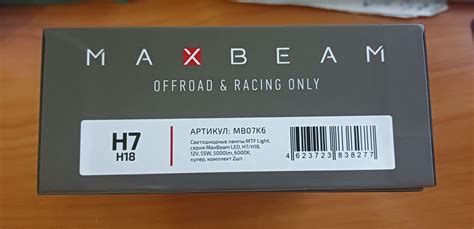 MAXBEAM
OFFROAD & RACING ONLY
H7
H18
АРТИКУЛ: MB07K6
Светодиодные лампы MTF Light,
серия MaxBeam LED, H7/H18,
12V, 55W, 5000lm, 6000K,
кулер, комплект 2шт.
4 623723 838277